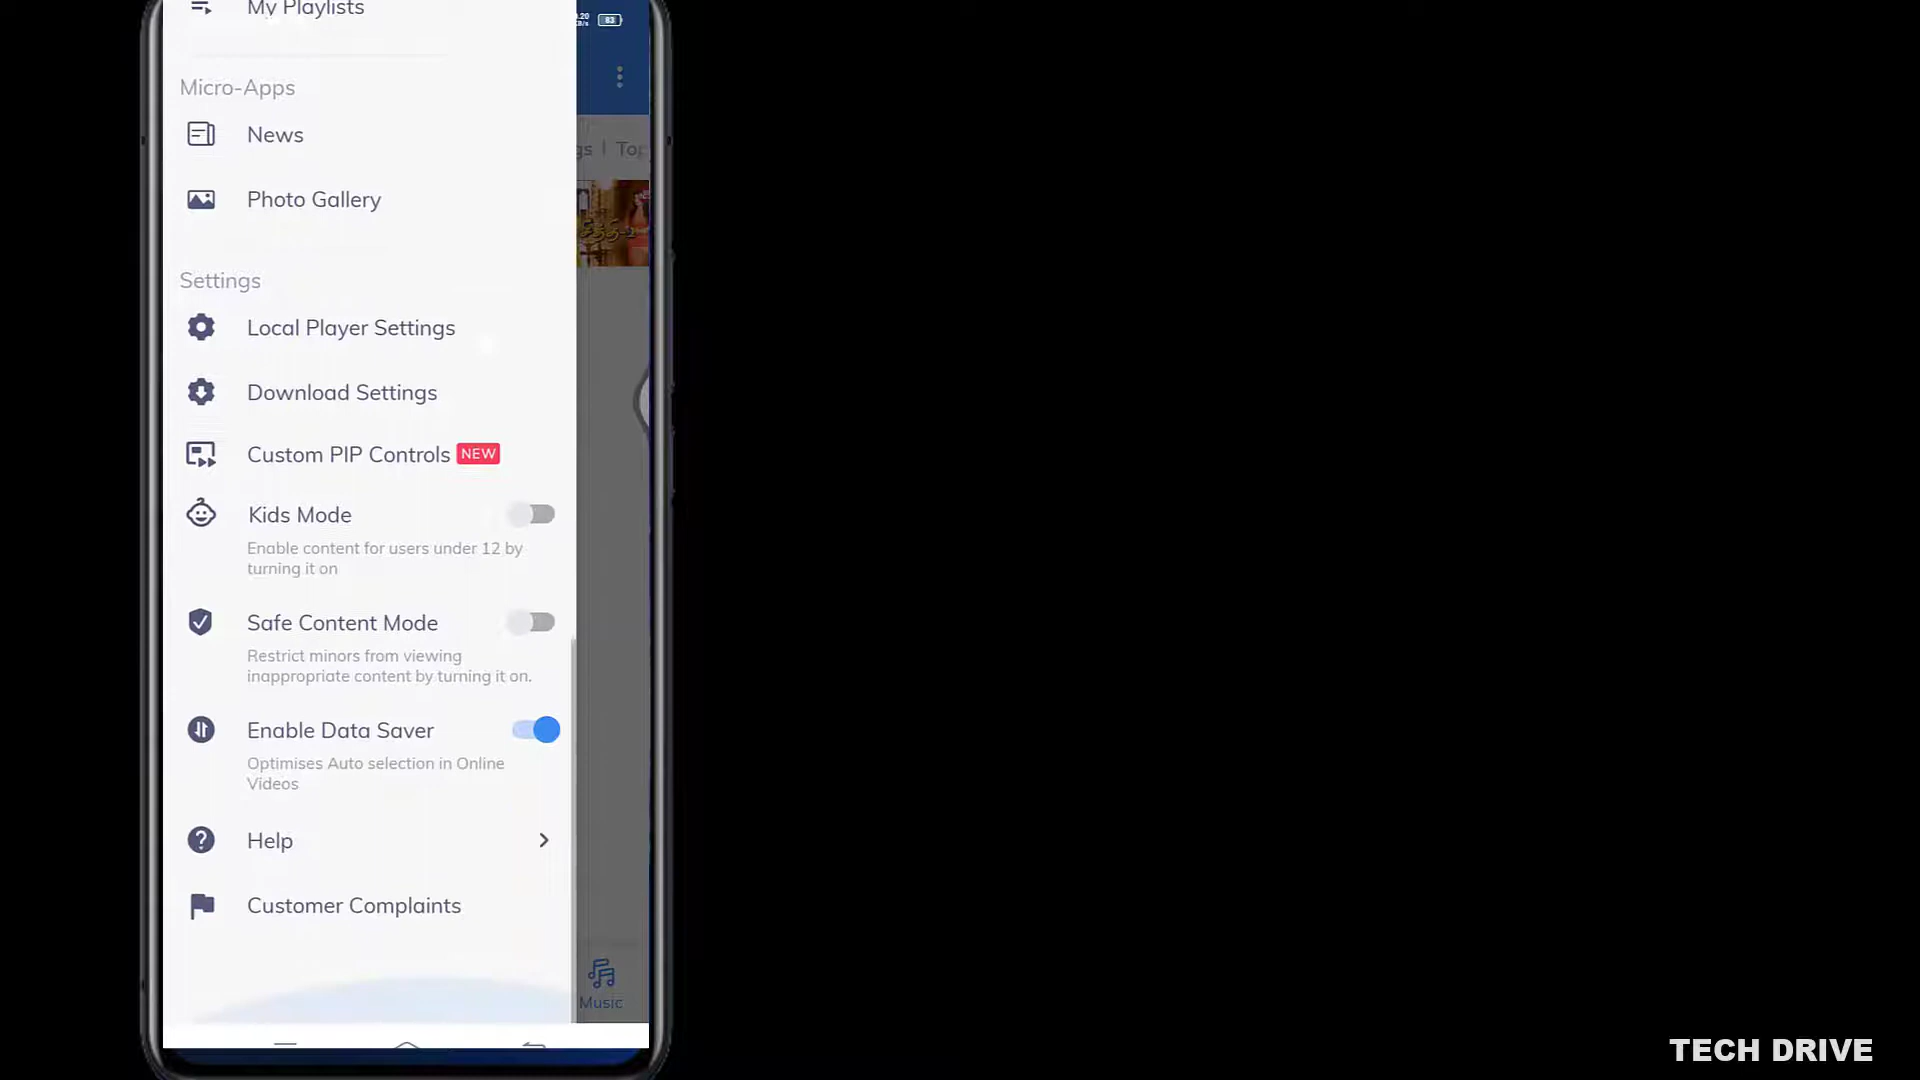 My Playlists
83
Micro-Apps
News
gs | Top
Photo Gallery
Settings
Local Player Settings
Download Settings
Custom PIP Controls NEW
Kids Mode
Enable content for users under 12 by
turning it on
Safe Content Mode
Restrict minors from viewing
inappropriate content by turning it on.
Enable Data Saver
Optimises Auto selection in Online
Videos
Help
Customer Complaints
Music
TECH DRIVE